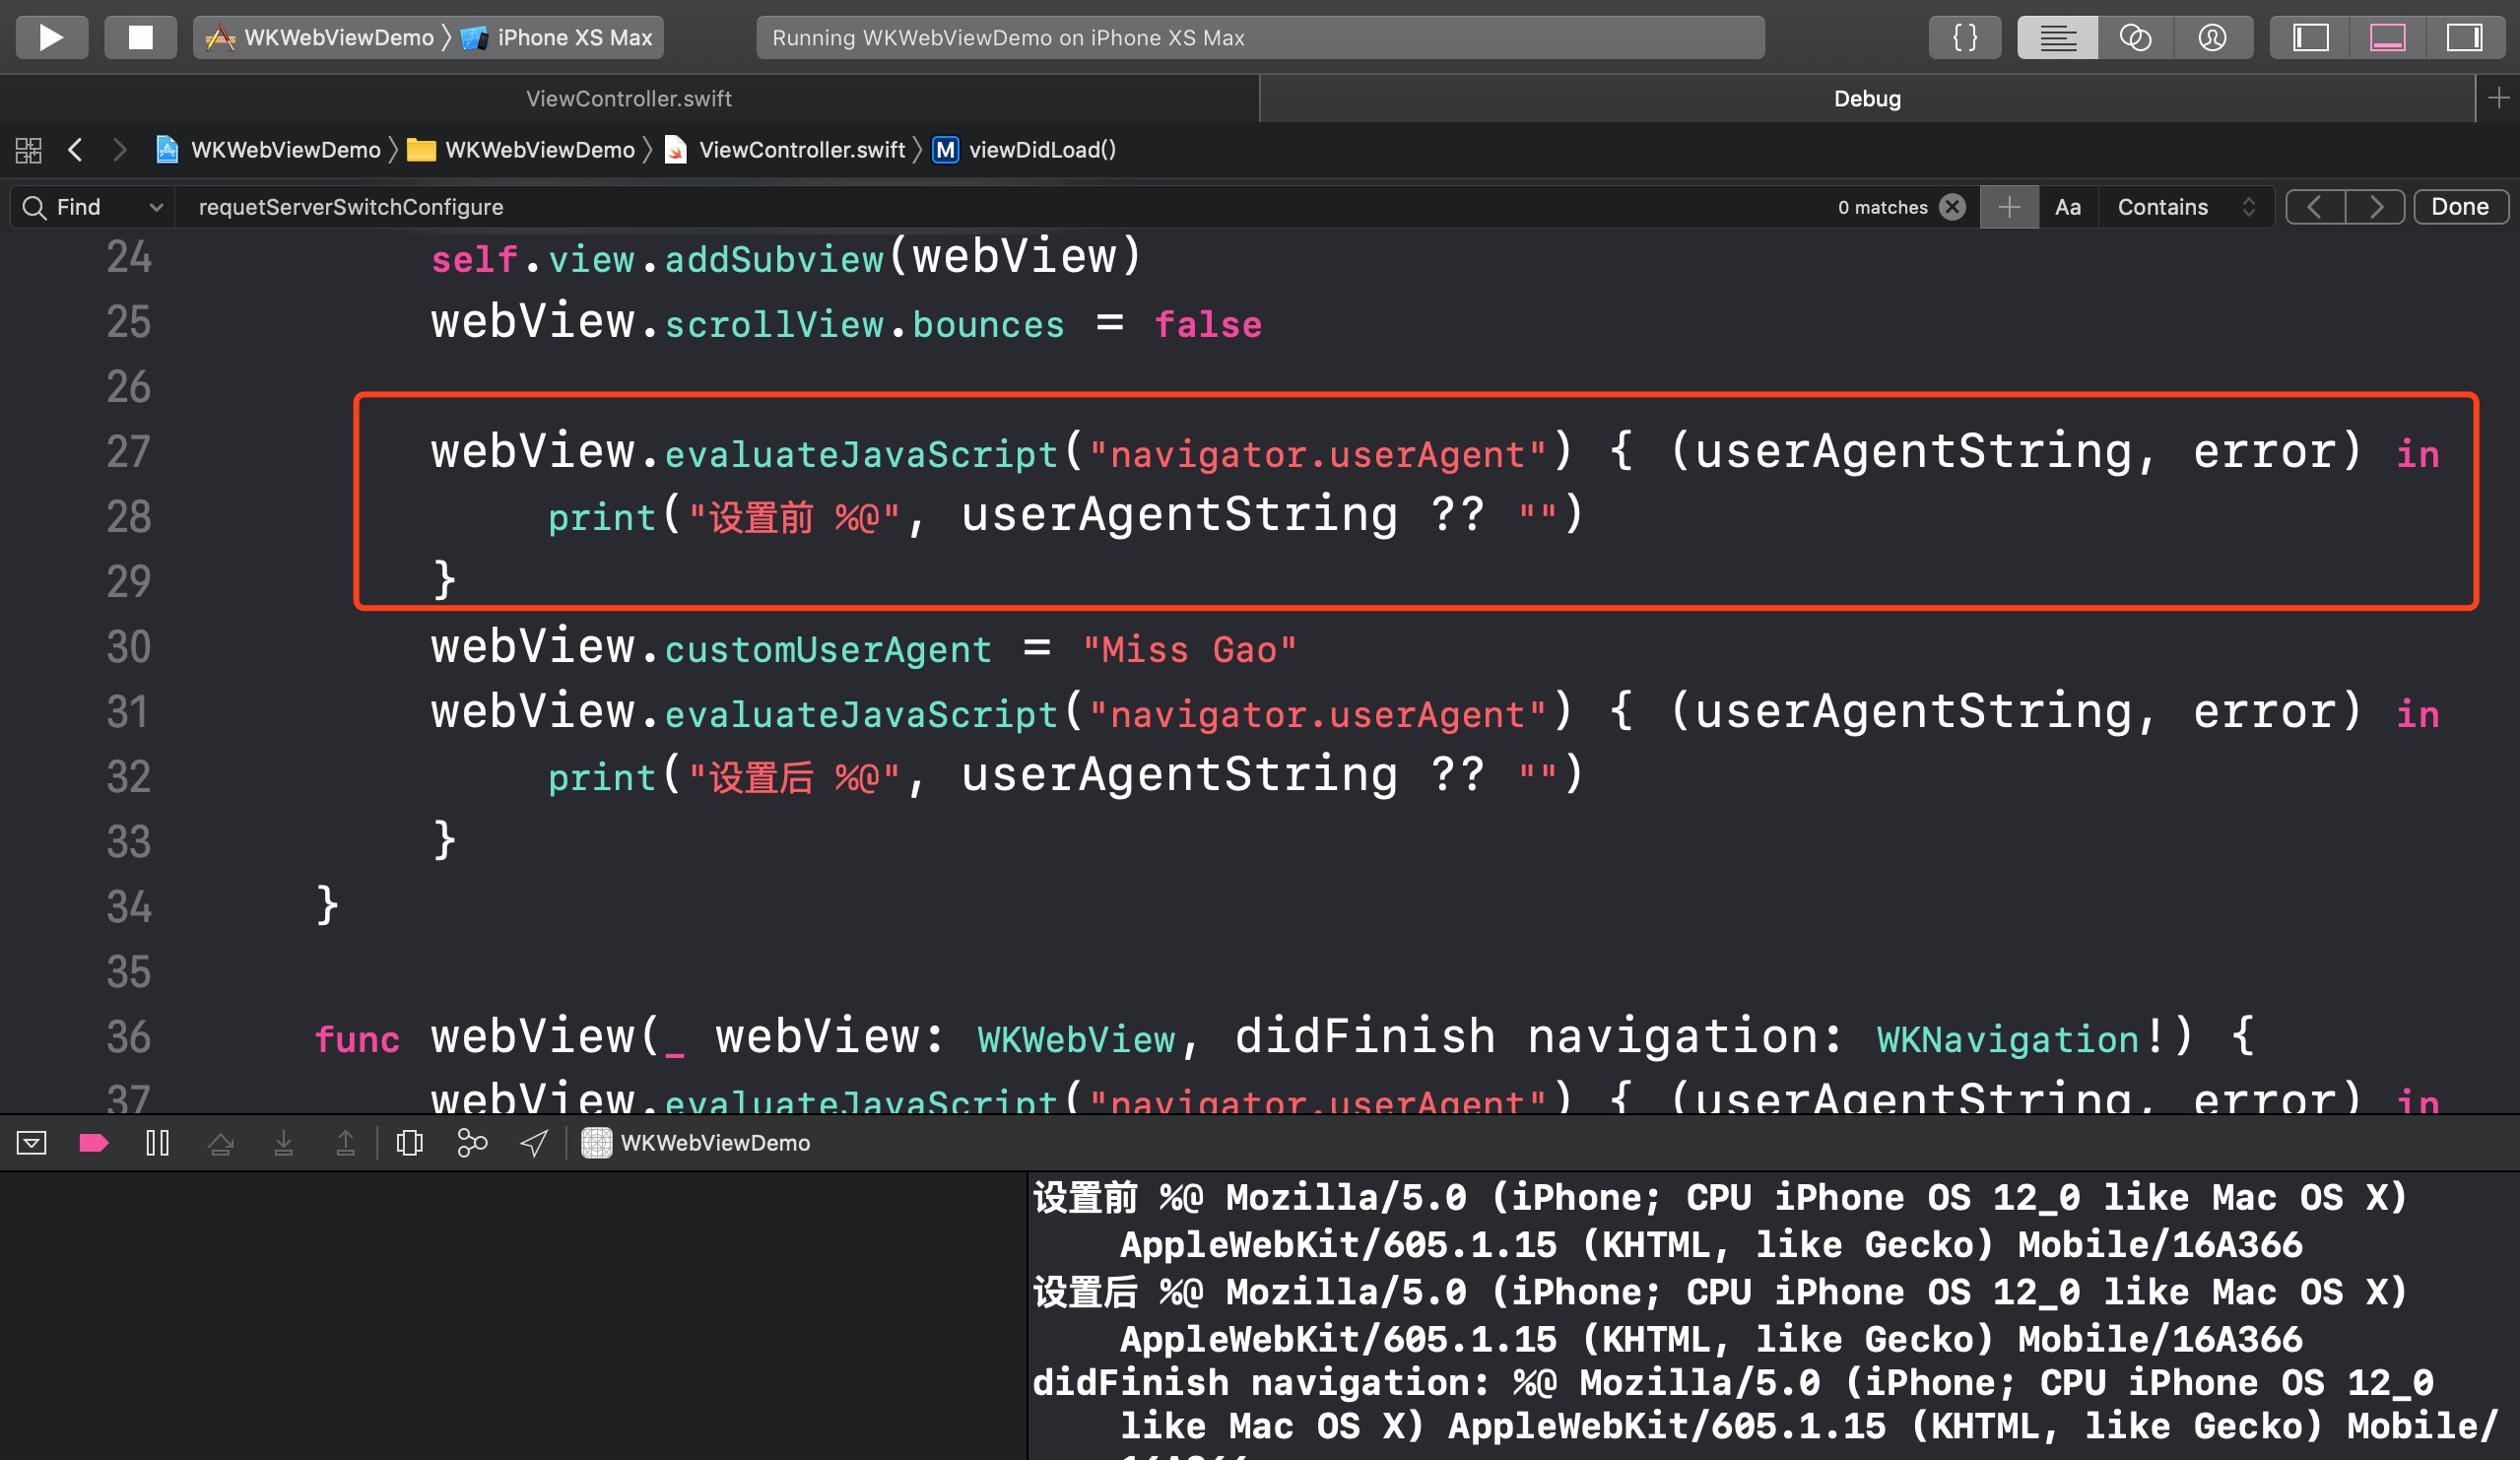 WKWebViewDemo 〉 iPhone XS Max
Running WKWebViewDemo on iPhone XS Max
{ }
ViewController.swift
Debug
WKWebViewDemo 〉 WKWebViewDemo 〉 ViewController.swift 〉 M viewDidLoad()
Find requetServerSwitchConfigure 0 matches Aa Contains Done
24 self.view.addSubview(webView)
25 webView.scrollView.bounces = false
26
27 webView.evaluateJavaScript("navigator.userAgent") { (userAgentString, error) in
28 print("设置前 %@", userAgentString ?? "")
29 }
30 webView.customUserAgent = "Miss Gao"
31 webView.evaluateJavaScript("navigator.userAgent") { (userAgentString, error) in
32 print("设置后 %@", userAgentString ?? "")
33 }
34 }
35
36 func webView(_ webView: WKWebView, didFinish navigation: WKNavigation!) {
37 webView.evaluateJavaScript("navigator.userAgent") { (userAgentString, error) in
WKWebViewDemo
设置前 %@ Mozilla/5.0 (iPhone; CPU iPhone OS 12_0 like Mac OS X)
AppleWebKit/605.1.15 (KHTML, like Gecko) Mobile/16A366
设置后 %@ Mozilla/5.0 (iPhone; CPU iPhone OS 12_0 like Mac OS X)
AppleWebKit/605.1.15 (KHTML, like Gecko) Mobile/16A366
didFinish navigation: %@ Mozilla/5.0 (iPhone; CPU iPhone OS 12_0
like Mac OS X) AppleWebKit/605.1.15 (KHTML, like Gecko) Mobile/
16A366